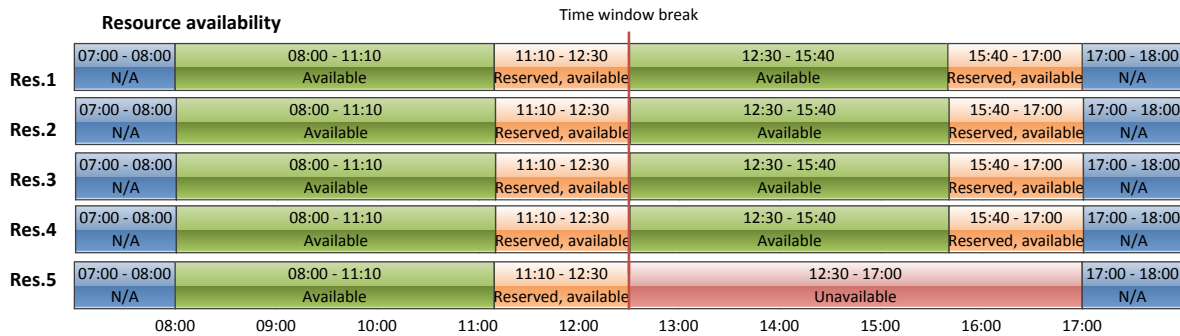 Resource availability
Time window break
Res.1
07:00 - 08:00 08:00 - 11:10 11:10 - 12:30 12:30 - 15:40 15:40 - 17:00 17:00 - 18:00
N/A Available Reserved, available Available Reserved, available N/A
Res.2
07:00 - 08:00 08:00 - 11:10 11:10 - 12:30 12:30 - 15:40 15:40 - 17:00 17:00 - 18:00
N/A Available Reserved, available Available Reserved, available N/A
Res.3
07:00 - 08:00 08:00 - 11:10 11:10 - 12:30 12:30 - 15:40 15:40 - 17:00 17:00 - 18:00
N/A Available Reserved, available Available Reserved, available N/A
Res.4
07:00 - 08:00 08:00 - 11:10 11:10 - 12:30 12:30 - 15:40 15:40 - 17:00 17:00 - 18:00
N/A Available Reserved, available Available Reserved, available N/A
Res.5
07:00 - 08:00 08:00 - 11:10 11:10 - 12:30 12:30 - 17:00 17:00 - 18:00
N/A Available Reserved, available Unavailable N/A
08:00 09:00 10:00 11:00 12:00 13:00 14:00 15:00 16:00 17:00